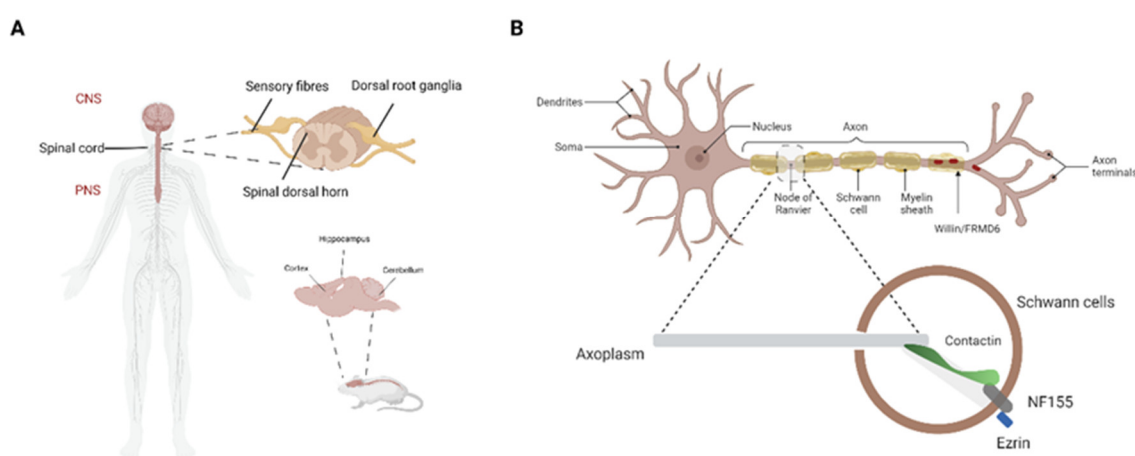 A
B
CNS
Spinal cord
PNS
Sensory fibres
Dorsal root ganglia
Spinal dorsal horn
Hippocampus
Cortex
Cerebellum
Dendrites
Soma
Nucleus
Axon
Node of
Ranvier
Schwann
cell
Myelin
sheath
Willin/FRMD6
Axon
terminals
Axoplasm
Schwann cells
Contactin
NF155
Ezrin